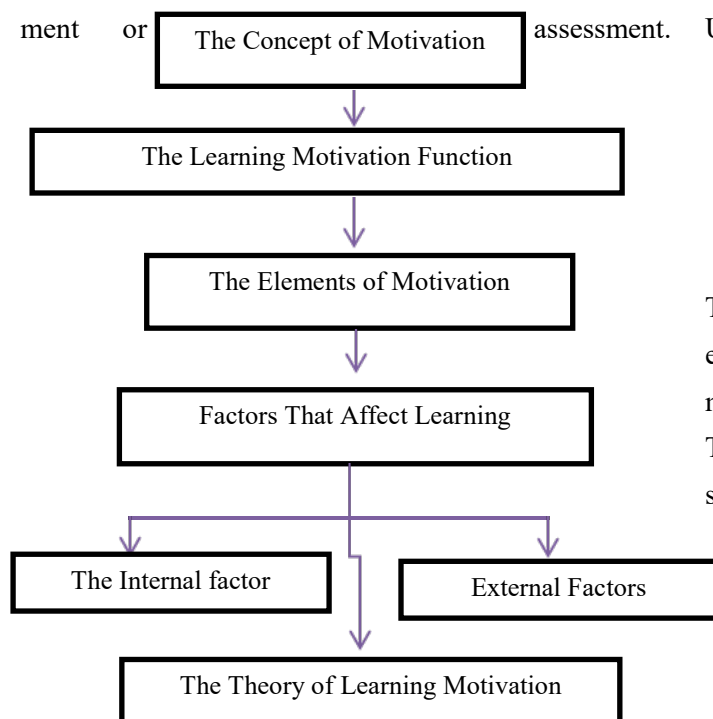 ment or assessment. U
The Concept of Motivation
The Learning Motivation Function
The Elements of Motivation
T
e
Factors That Affect Learning
T
s
The Internal factor
External Factors
The Theory of Learning Motivation